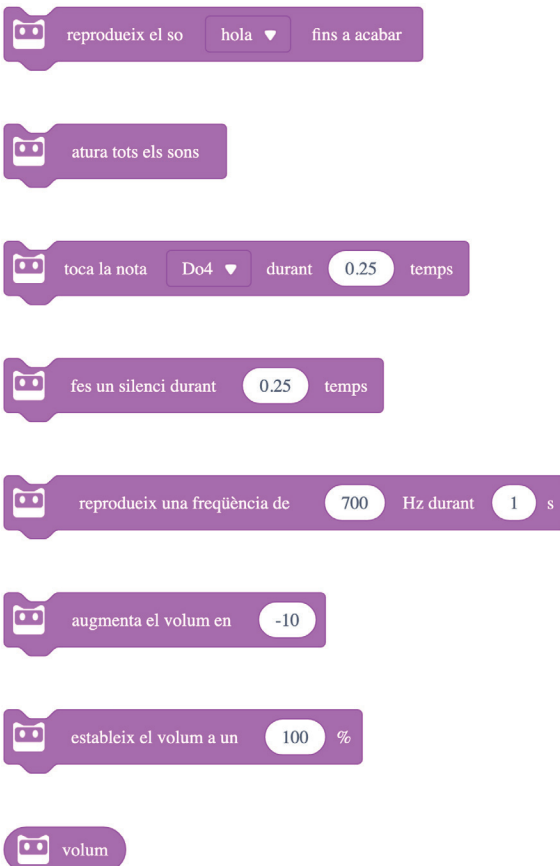 reprodueix el so hola fins a acabar
atura tots els sons
toca la nota Do4 durant 0.25 temps
fes un silenci durant 0.25 temps
reprodueix una freqüència de 700 Hz durant 1 s
augmenta el volum en -10
estableix el volum a un 100 %
volum